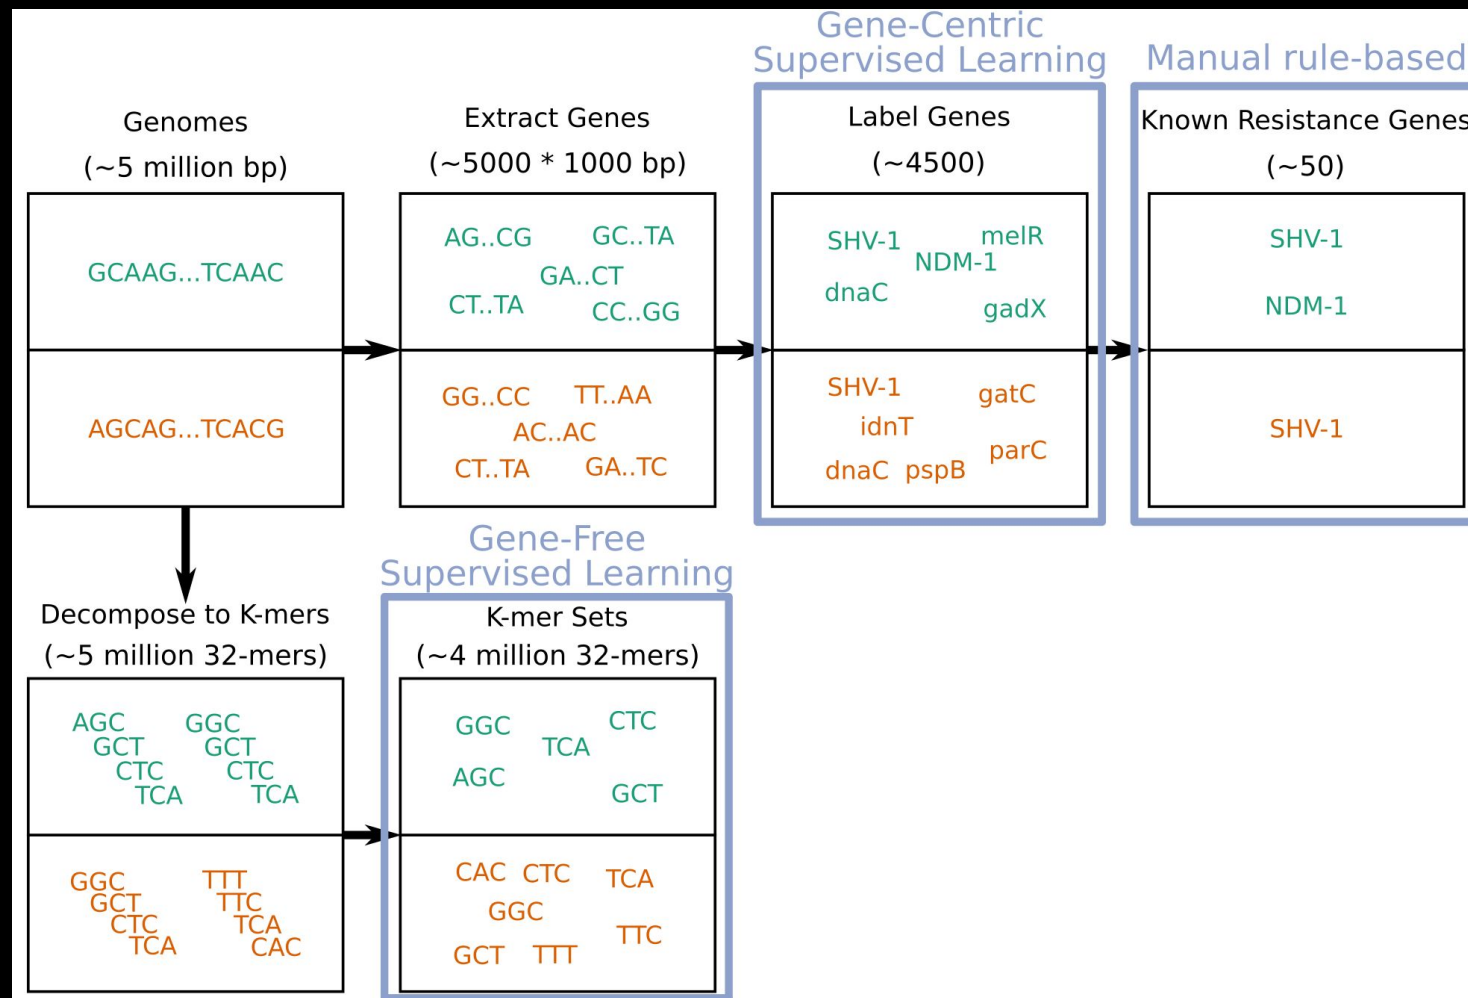 Gene-Centric
Supervised Learning
Manual rule-based
Genomes
(~5 million bp)
Extract Genes
(~5000 * 1000 bp)
Label Genes
(~4500)
Known Resistance Genes
(~50)
GCAAG...TCAAC
AG..CG
GC..TA
GA..CT
CT..TA
CC..GG
SHV-1
melR
NDM-1
dnaC
gadX
SHV-1
NDM-1
AGCAG...TCACG
GG..CC
TT..AA
AC..AC
CT..TA
GA..TC
SHV-1
gatC
idnT
parC
dnaC
pspB
SHV-1
Gene-Free
Supervised Learning
Decompose to K-mers
(~5 million 32-mers)
K-mer Sets
(~4 million 32-mers)
AGC
GCT
CTC
TCA
GGC
GCT
CTC
TCA
GGC
CTC
TCA
AGC
GCT
GGC
GCT
CTC
TCA
TTT
TTC
TCA
CAC
CAC
CTC
TCA
GGC
TTC
GCT
TTT